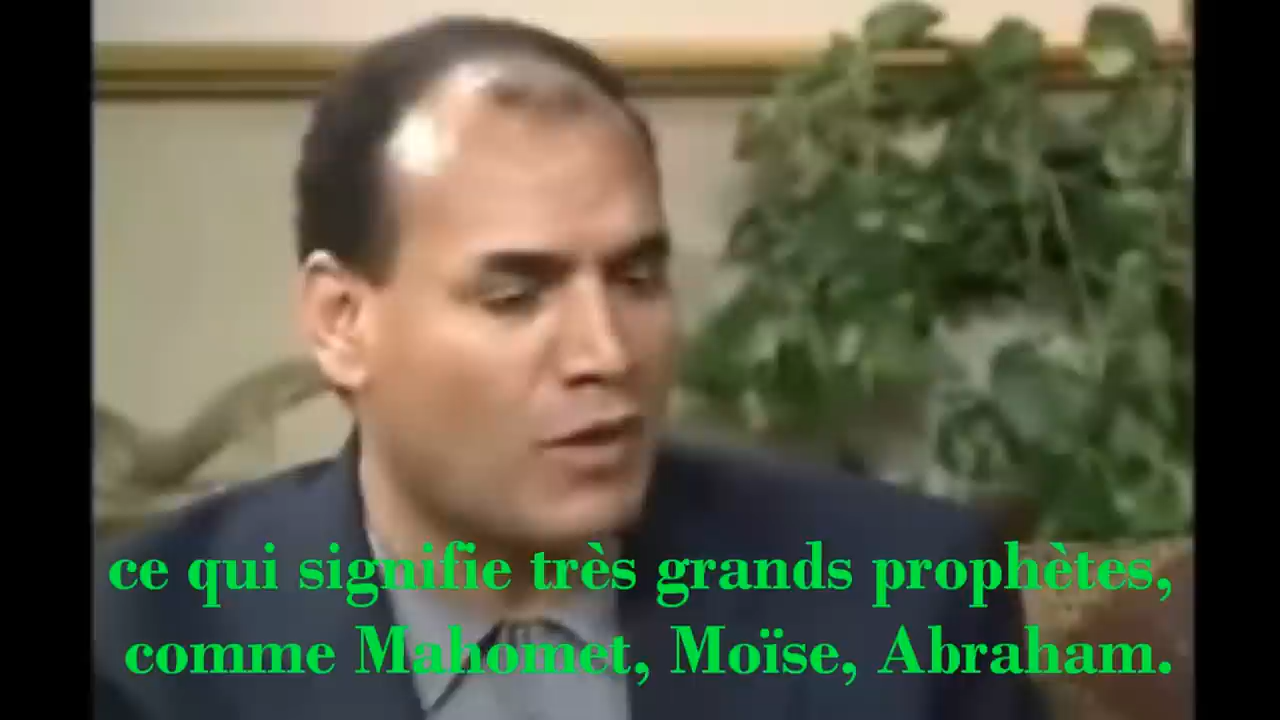 ce qui signifie très grands prophètes,
comme Mahomet, Moïse, Abraham.